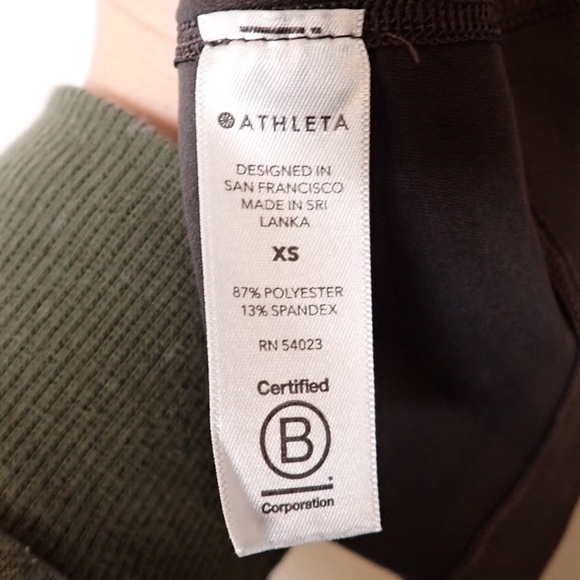 ATHLETA
DESIGNED IN
SAN FRANCISCO
MADE IN SRI
LANKA
XS
87% POLYESTER
13% SPANDEX
RN 54023
Certified
B
Corporation